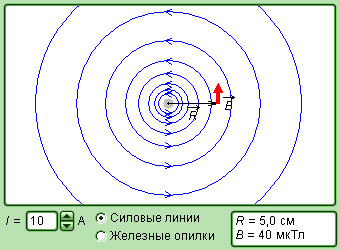 R B
I = 10 А
Силовые линии
Железные опилки
R = 5,0 см
B = 40 мкТл